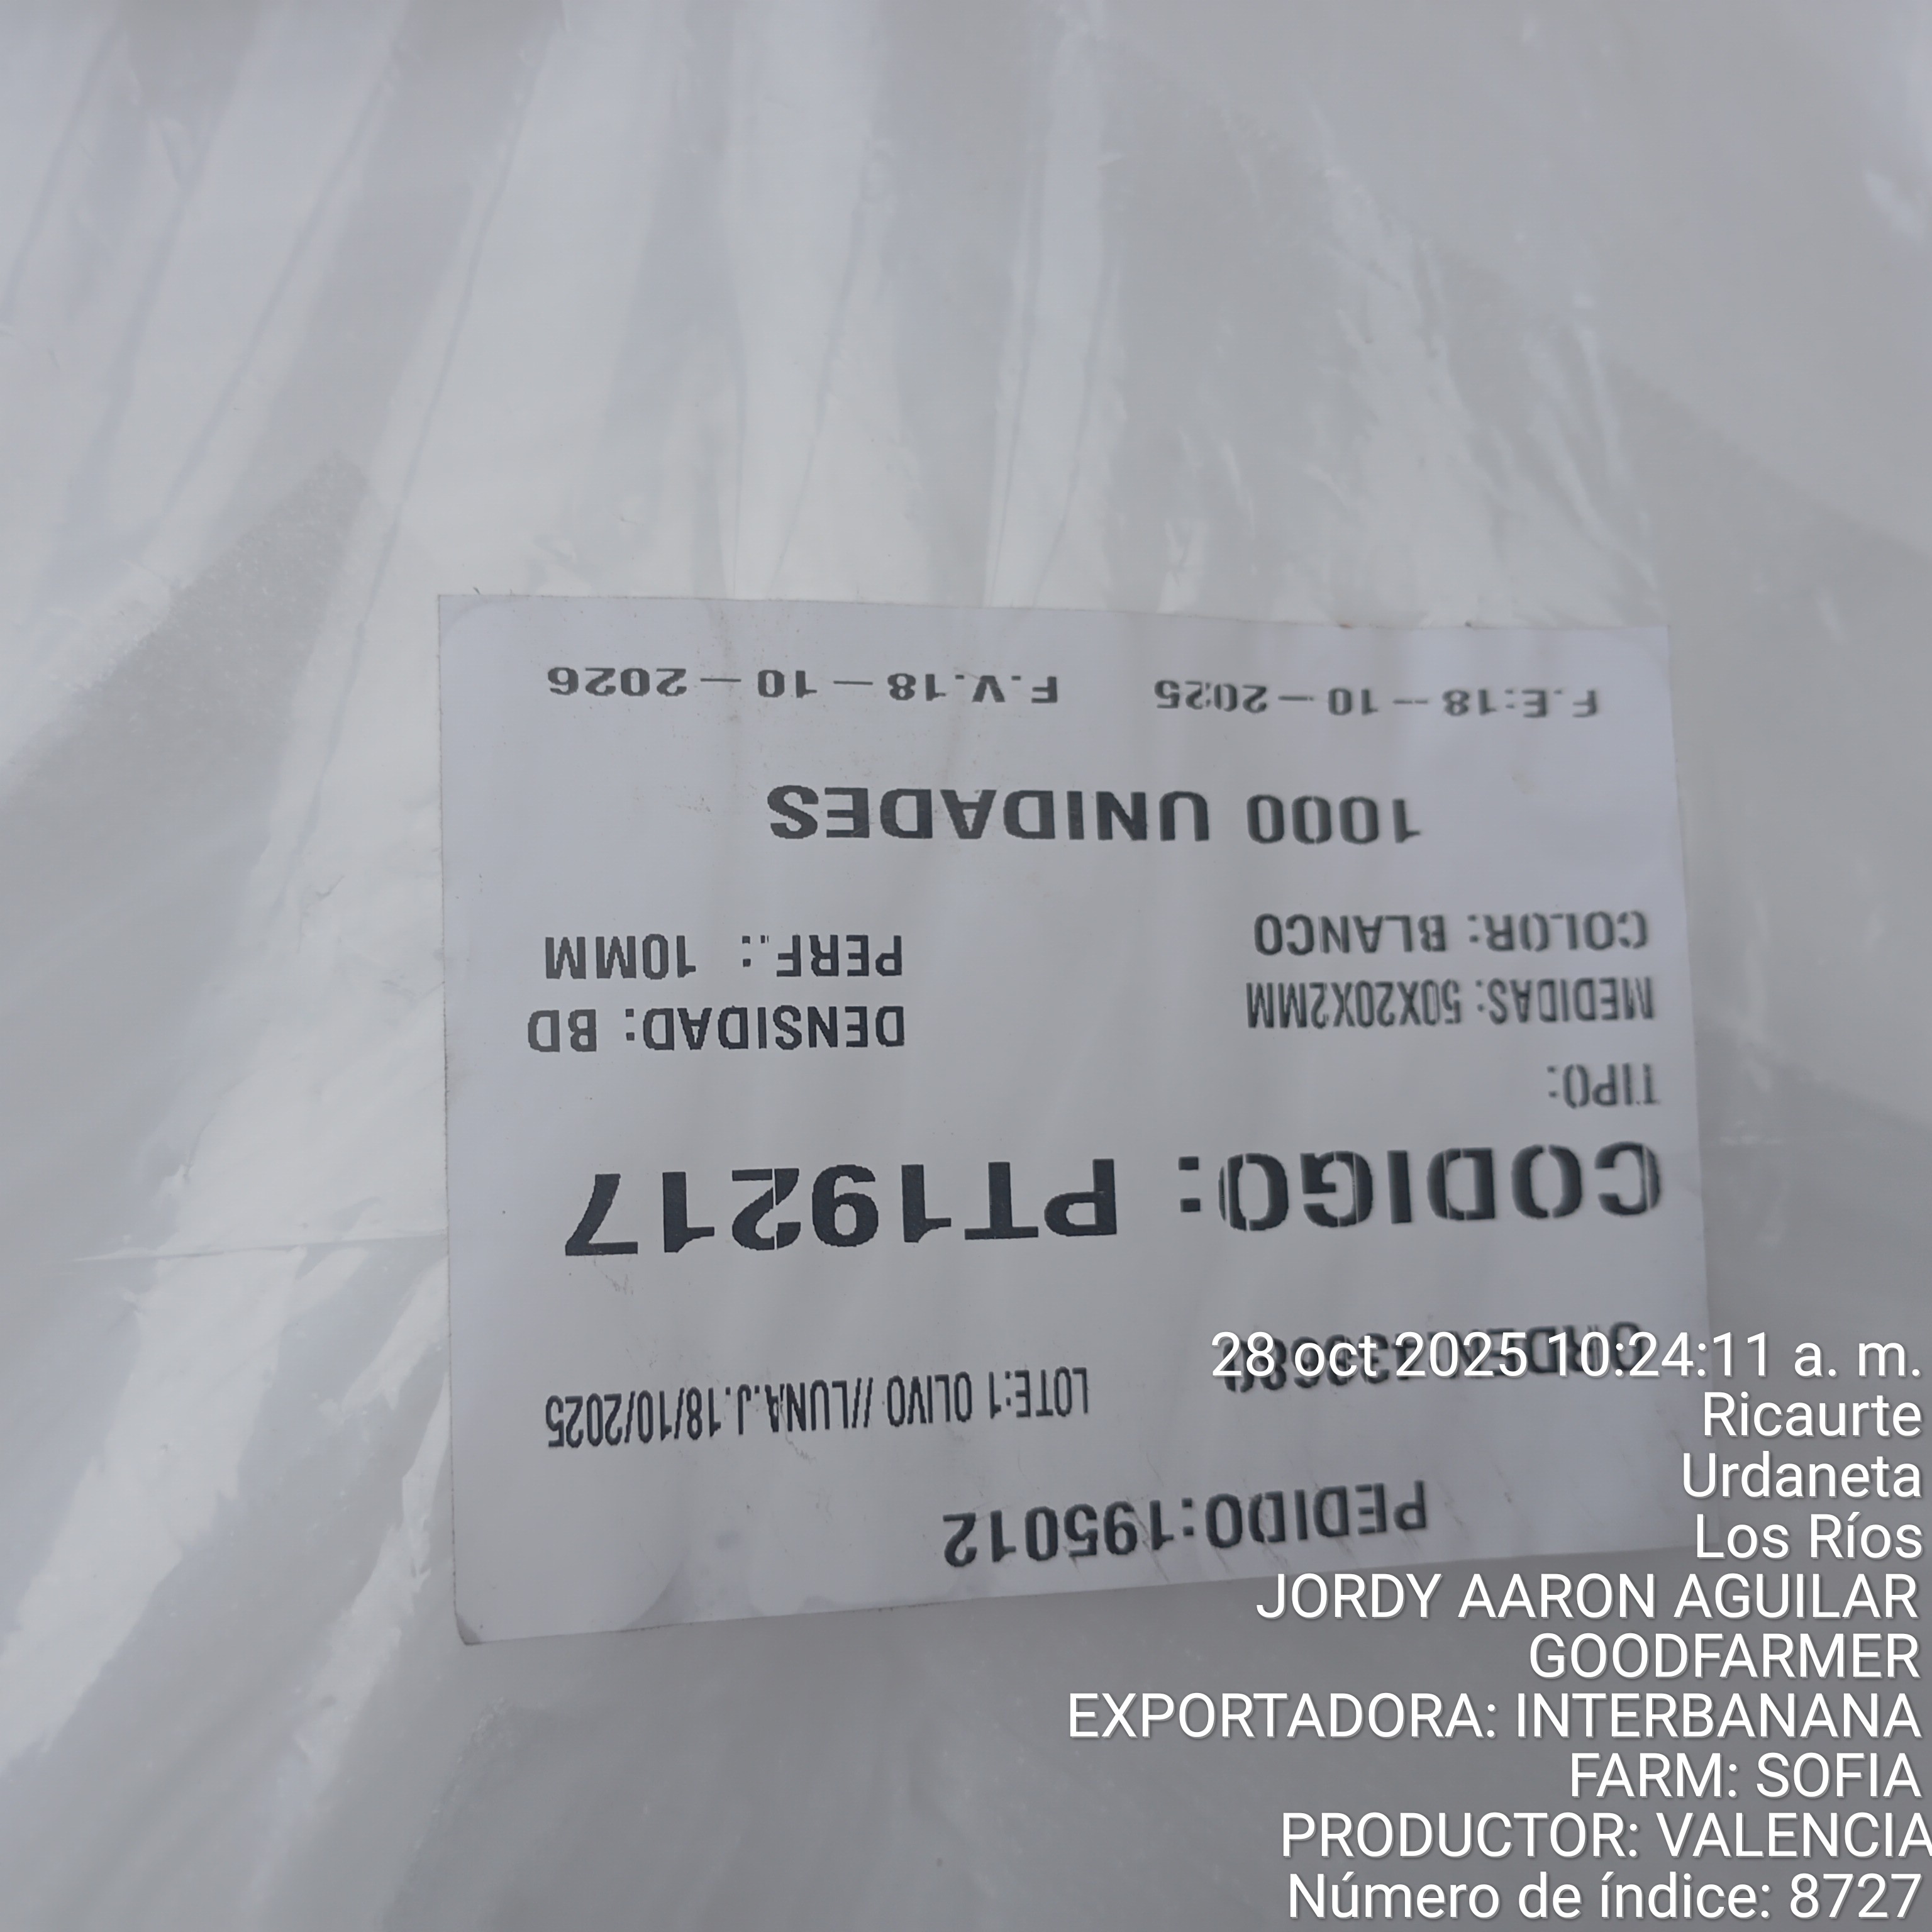 PEDIDO:195012
LOTE:1 OLIVO //LUNA.J.18/10/2025
CODIGO: PT19217
TIPO:
MEDIDAS: 50X20X2MM DENSIDAD: BD
COLOR: BLANCO PERF.: 10MM
1000 UNIDADES
F.E:18-10-2025 F.V.18-10-2026
28 oct 2025 10:24:11 a. m.
Ricaurte
Urdaneta
Los Ríos
JORDY AARON AGUILAR
GOODFARMER
EXPORTADORA: INTERBANANA
FARM: SOFIA
PRODUCTOR: VALENCIA
Número de índice: 8727